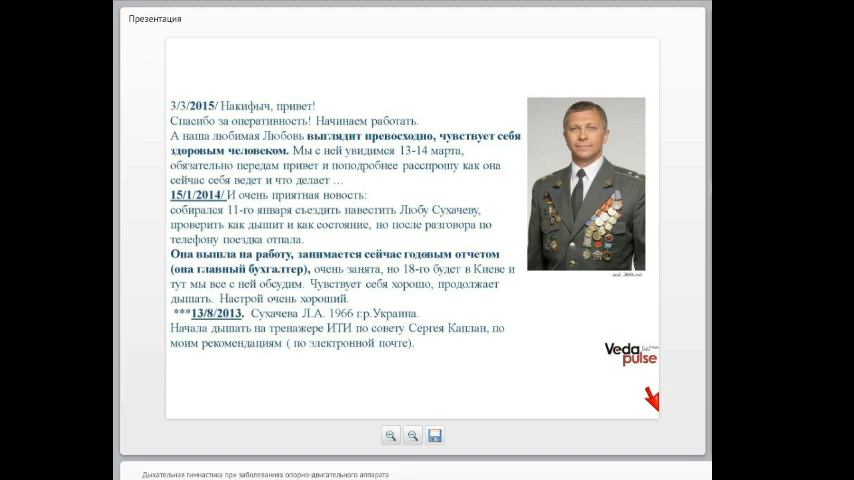 Презентация
3/3/2015/ Накифыч, привет!
Спасибо за оперативность! Начинаем работать.
А наша любимая Любовь выглядит превосходно, чувствует себя
здоровым человеком. Мы с ней увидимся 13-14 марта,
обязательно передам привет и поподробнее расспрошу как она
сейчас себя ведет и что делает …
15/1/2014/ И очень приятная новость:
собирался 11-го января съездить навестить Любу Сухачеву,
проверить как дышит и как состояние, но после разговора по
телефону поездка отпала.
Она вышла на работу, занимается сейчас годовым отчетом
(она главный бухгалтер), очень занята, но 18-го будет в Киеве и
тут мы все с ней обсудим. Чувствует себя хорошо, продолжает
дышать. Настрой очень хороший.
***13/8/2013. Сухачева Л.А. 1966 г.р.Украина.
Начала дышать на тренажере ИТИ по совету Сергея Каплан, по
моим рекомендациям ( по электронной почте).
Veda
pulse
Дыхательная гимнастика при заболеваниях опорно-двигательного аппарата